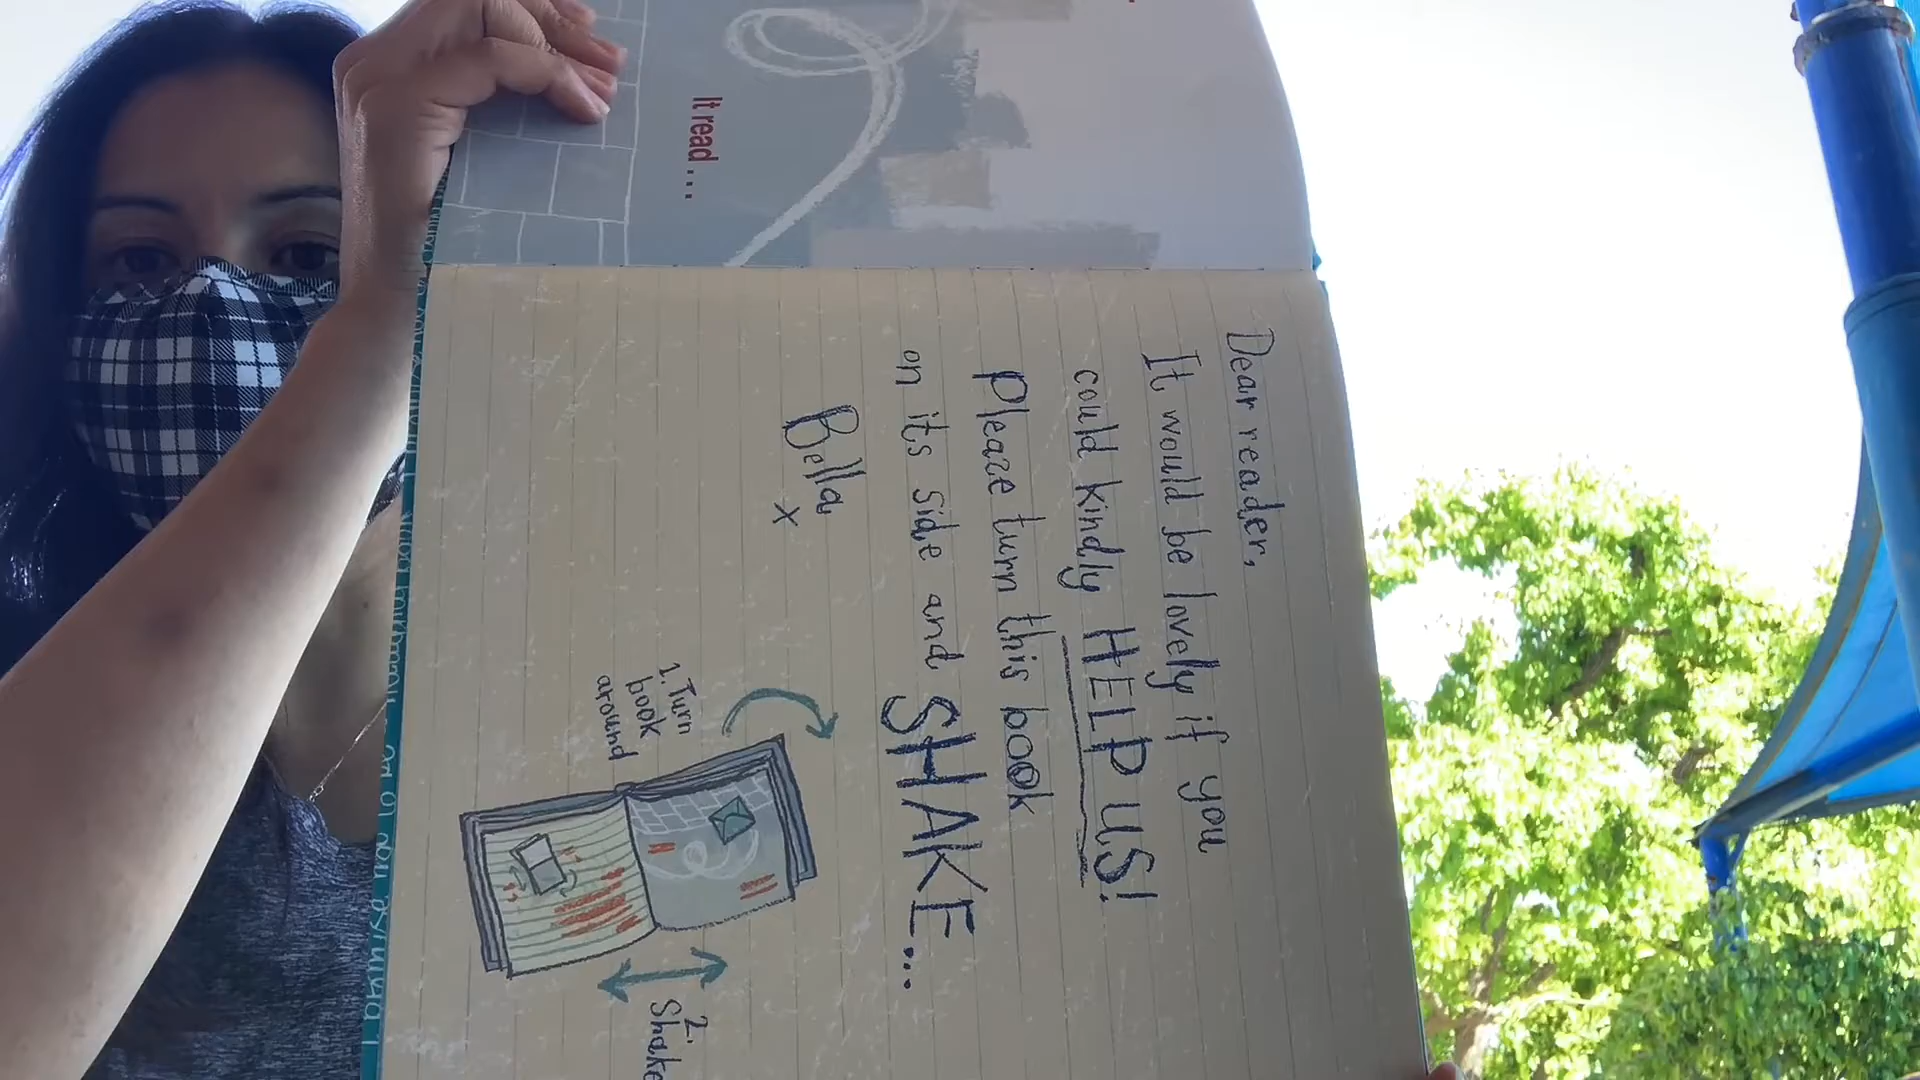 It read...
Dear reader,
It would be lovely if you
could kindly HELP US!
Please turn this book
on its side and SHAKE...
Bella
x
1. Turn
book
around
2.
Shake